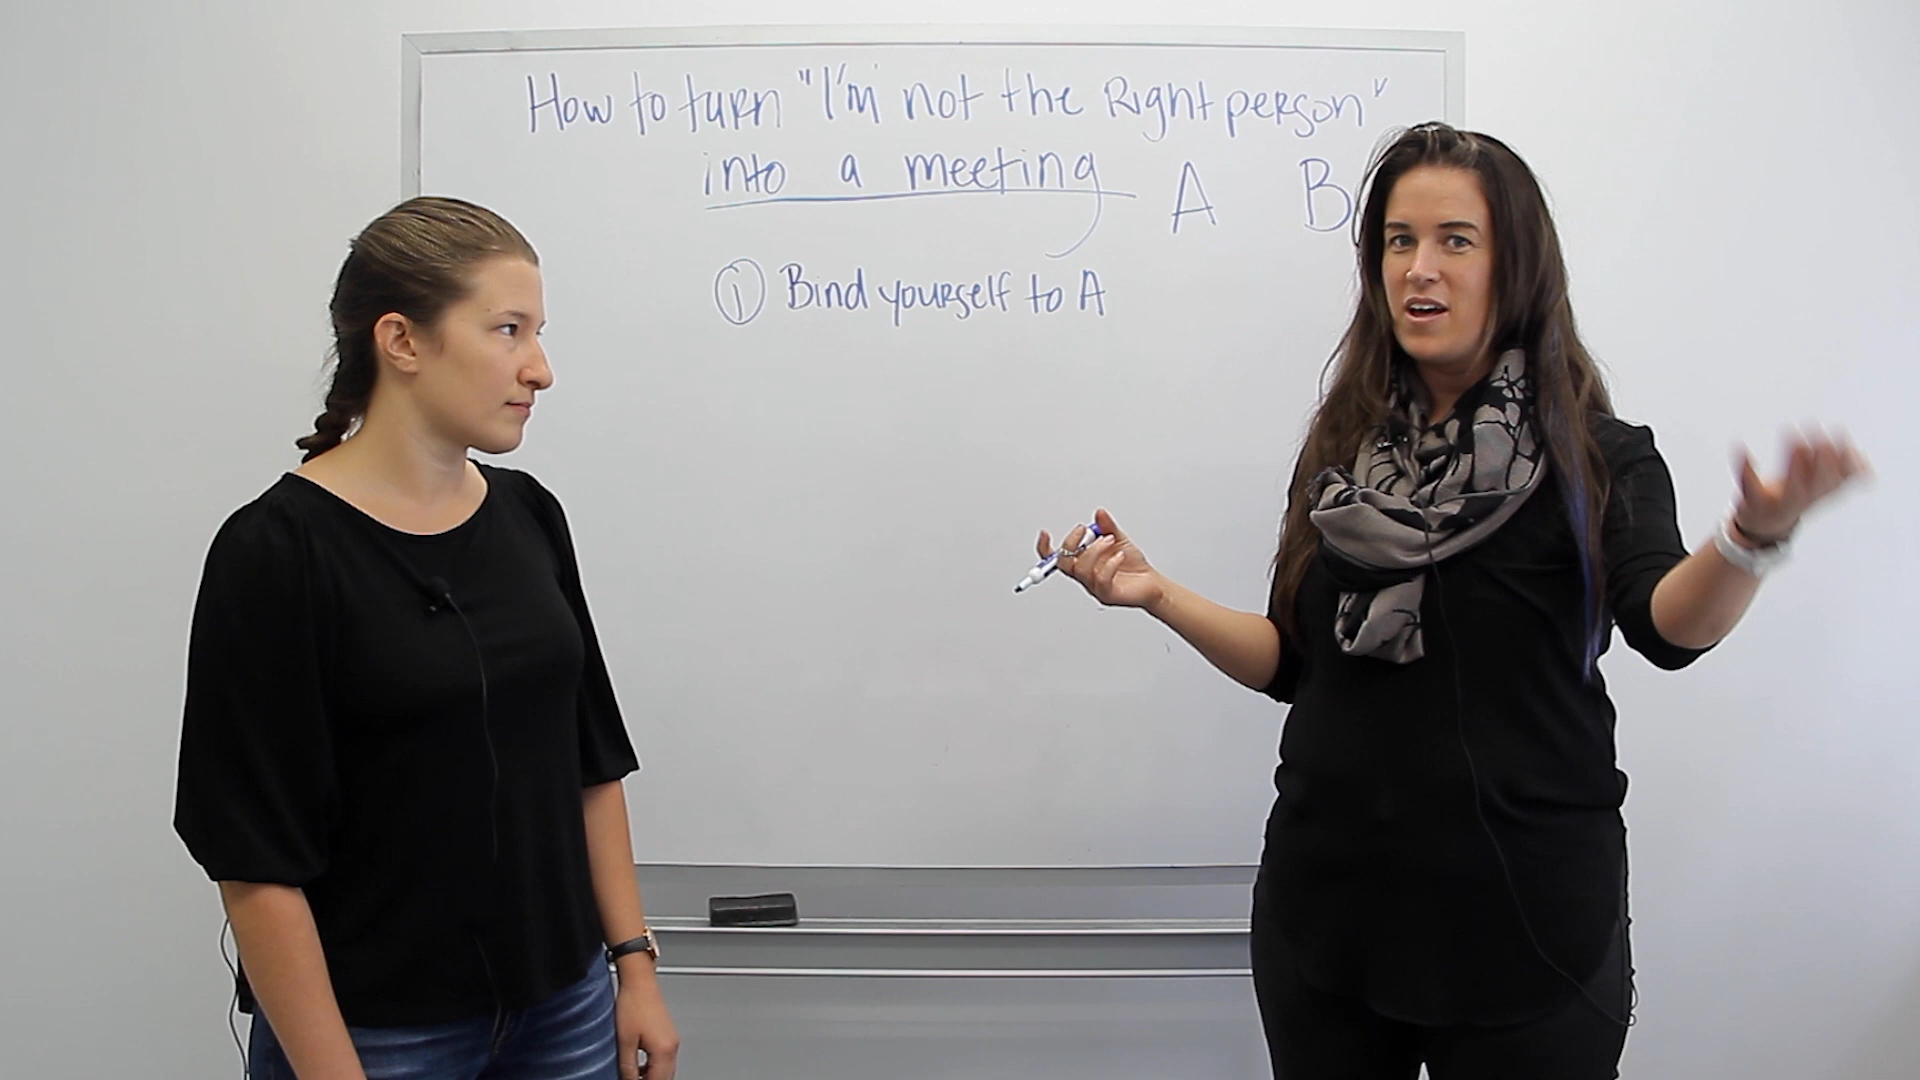 How to turn "I'm not the Right person"
into a meeting
A B
① Bind yourself to A